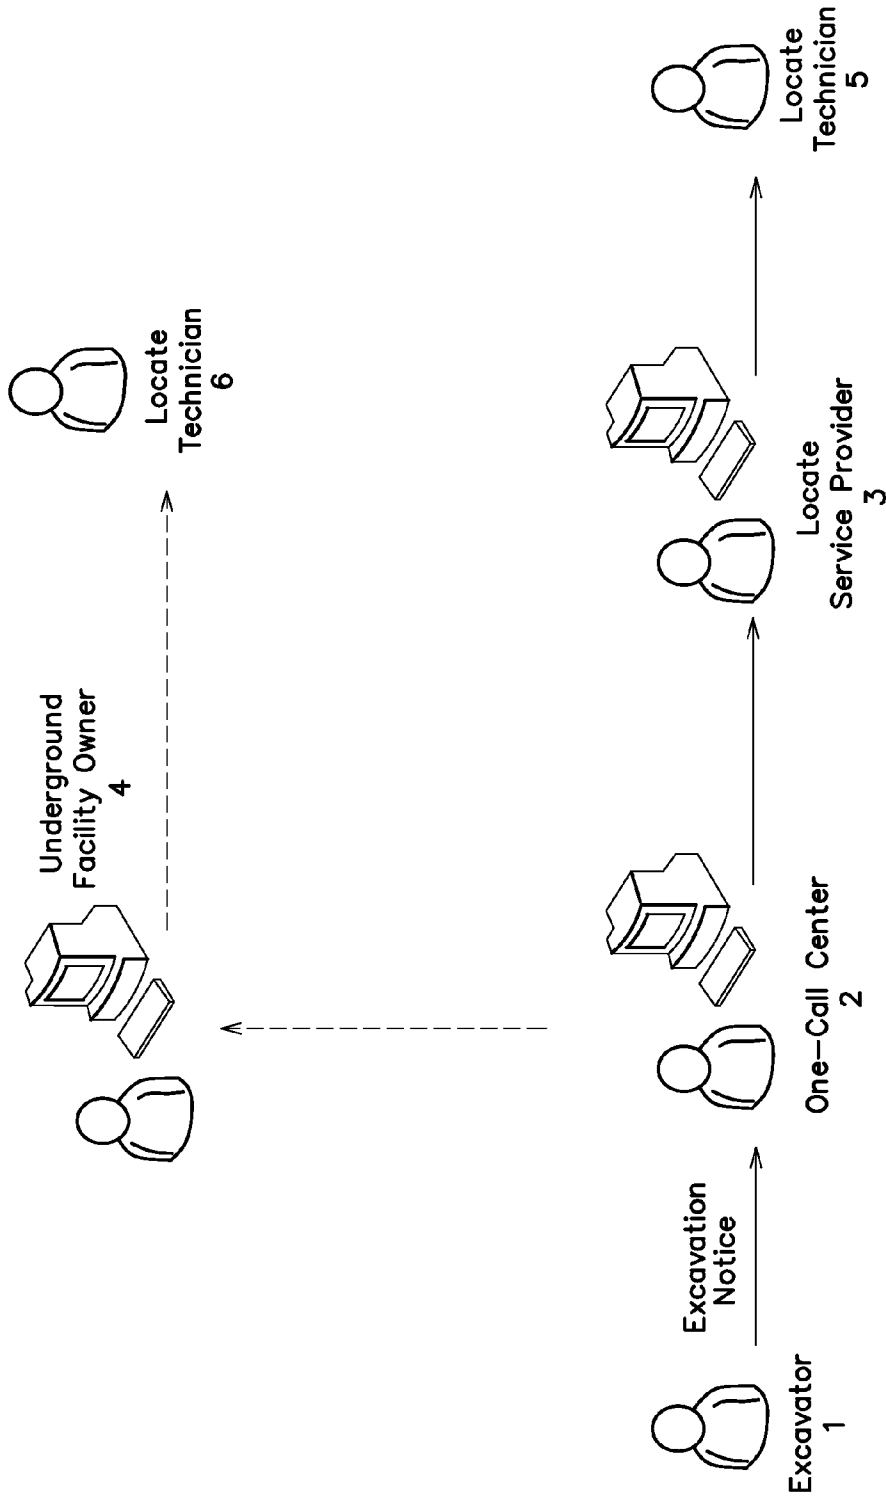 Underground
Facility Owner
4
Locate
Technician
6
Excavator
1
Excavation
Notice
One-Call Center
2
Locate
Service Provider
3
Locate
Technician
5